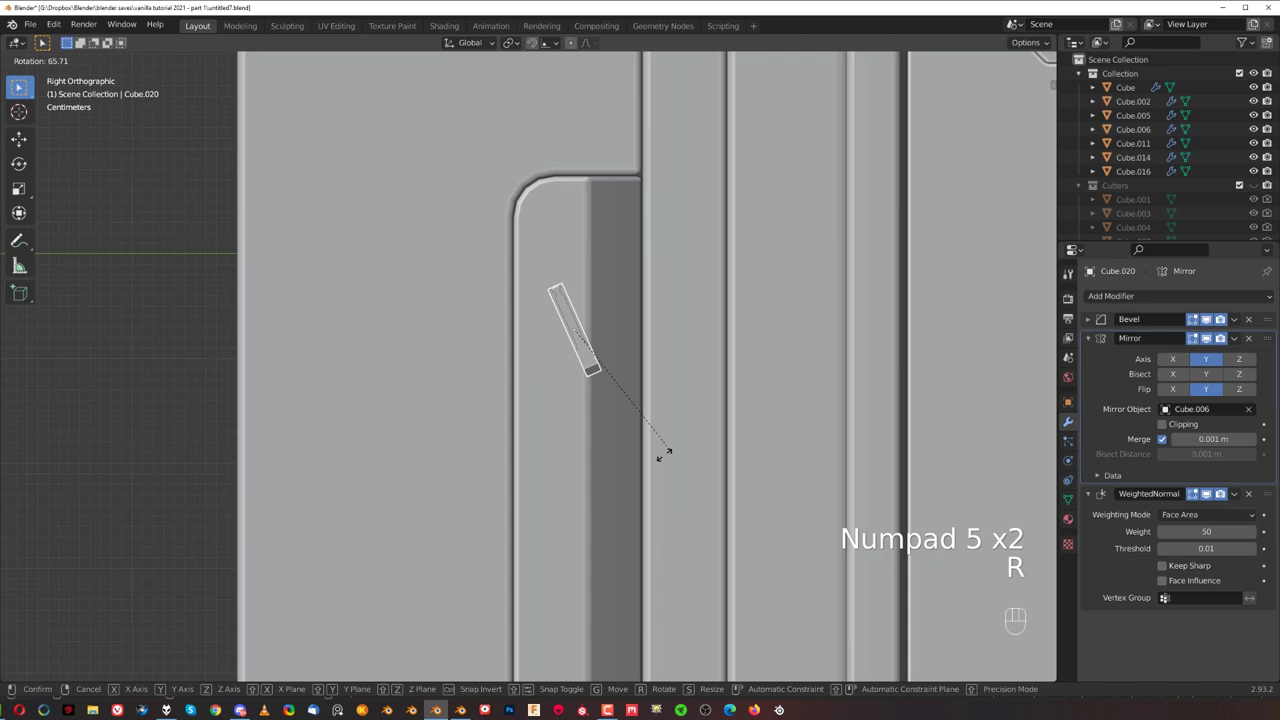 Blender* [G:\Dropbox\blender saves\vanilla tutorial 2021 - part 1\untitled7.blend]
File Edit Render Window Help Layout Modeling Sculpting UV Editing Texture Paint Shading Animation Rendering Compositing Geometry Nodes Scripting + Scene View Layer
Global Options
Rotation: 65.71
Right Orthographic
(1) Scene Collection | Cube.020
Centimeters
Scene Collection
Collection
Cube
Cube.002
Cube.005
Cube.006
Cube.011
Cube.014
Cube.016
Cutters
Cube.001
Cube.003
Cube.004
Cube.020 Mirror
Add Modifier
Bevel
Mirror
Axis X Y Z
Bisect X Y Z
Flip X Y Z
Mirror Object Cube.006
Clipping
Merge 0.001 m
Bisect Distance 0.001 m
Data
WeightedNormal
Weighting Mode Face Area
Weight 50
Threshold 0.01
Keep Sharp
Face Influence
Vertex Group
Numpad 5 x2
R
Confirm Cancel X X Axis Y Y Axis Z Z Axis X X Plane Y Y Plane Z Z Plane Ctrl Snap Invert Snap Toggle G Move R Rotate S Resize Automatic Constraint Automatic Constraint Plane Precision Mode 2.93.2